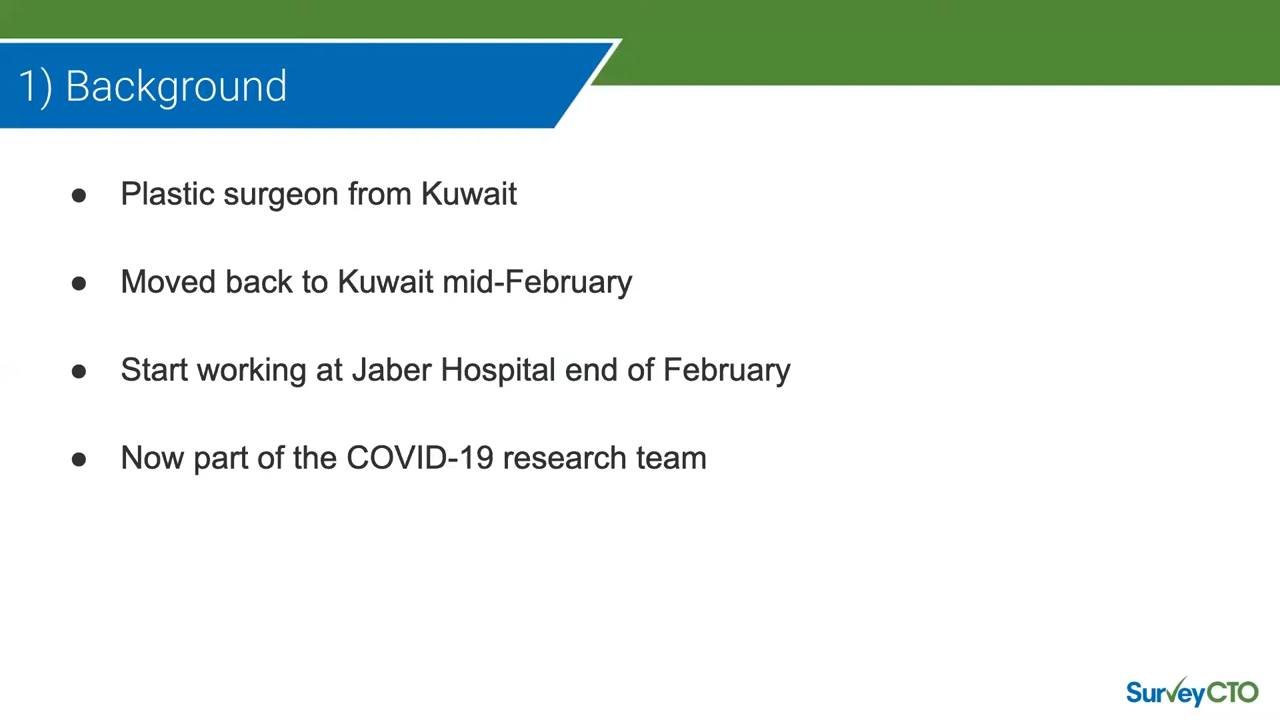 1) Background
● Plastic surgeon from Kuwait
● Moved back to Kuwait mid-February
● Start working at Jaber Hospital end of February
● Now part of the COVID-19 research team
SurveyCTO